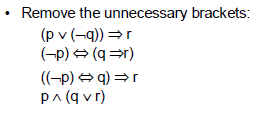 • Remove the unnecessary brackets:
(p ∨ (¬q)) ⇒ r
(¬p) ⇔ (q ⇒r)
((¬p) ⇔ q) ⇒ r
p ∧ (q ∨ r)